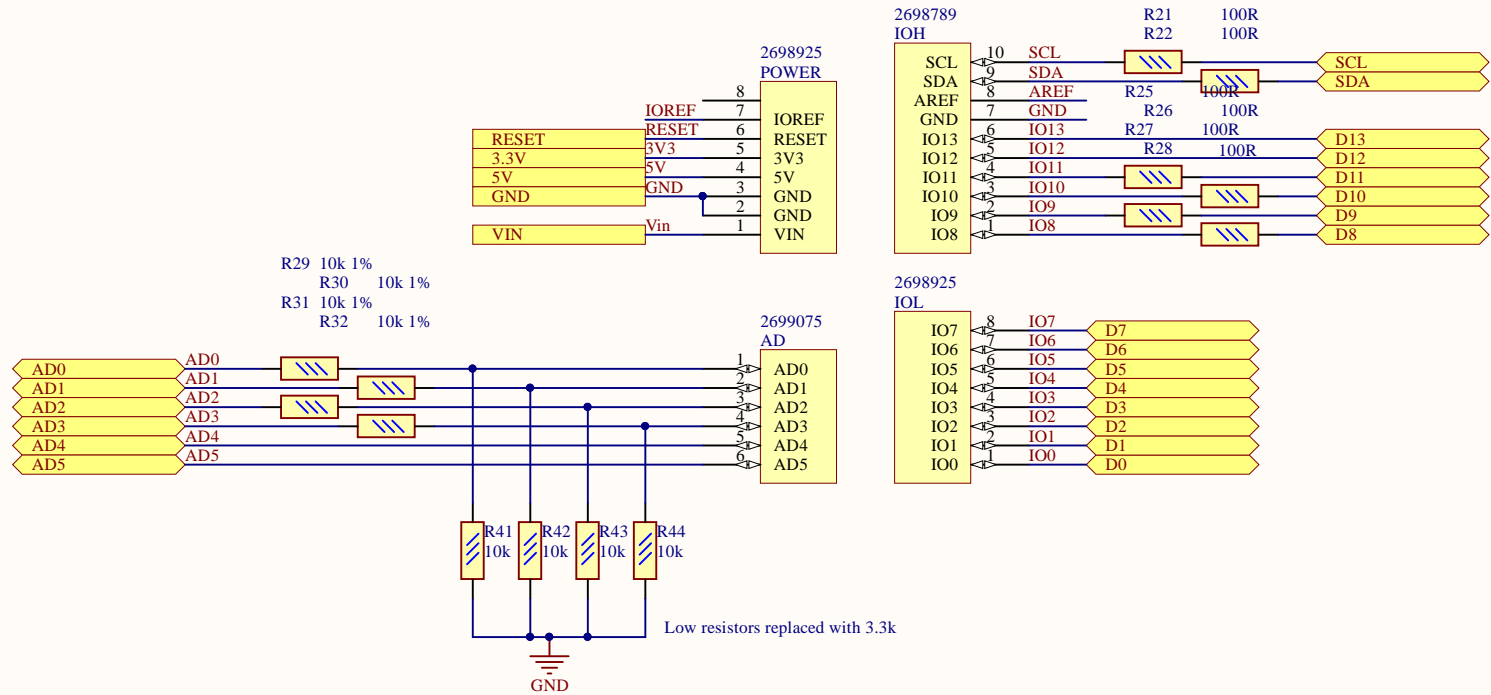 2698789
IOH
R21 100R
R22 100R
10 SCL
SCL
SCL
9 SDA
SDA
SDA
8 AREF
AREF
R25 100R
7 GND
GND
R26 100R
6 IO13
IO13
R27 100R
D13
5 IO12
IO12
R28 100R
D12
4 IO11
IO11
D11
3 IO10
IO10
D10
2 IO9
IO9
D9
1 IO8
IO8
D8
2698925
POWER
8
IOREF 7 IOREF
RESET RESET 6 RESET
3.3V 3V3 5 3V3
5V 5V 4 5V
GND GND 3 GND
2 GND
VIN Vin 1 VIN
R29 10k 1%
R30 10k 1%
R31 10k 1%
R32 10k 1%
2699075
AD
AD0 AD0 1 AD0
AD1 AD1 2 AD1
AD2 AD2 3 AD2
AD3 AD3 4 AD3
AD4 AD4 5 AD4
AD5 AD5 6 AD5
2698925
IOL
IO7 8 IO7 D7
IO6 7 IO6 D6
IO5 6 IO5 D5
IO4 5 IO4 D4
IO3 4 IO3 D3
IO2 3 IO2 D2
IO1 2 IO1 D1
IO0 1 IO0 D0
R41 R42 R43 R44
10k 10k 10k 10k
Low resistors replaced with 3.3k
GND